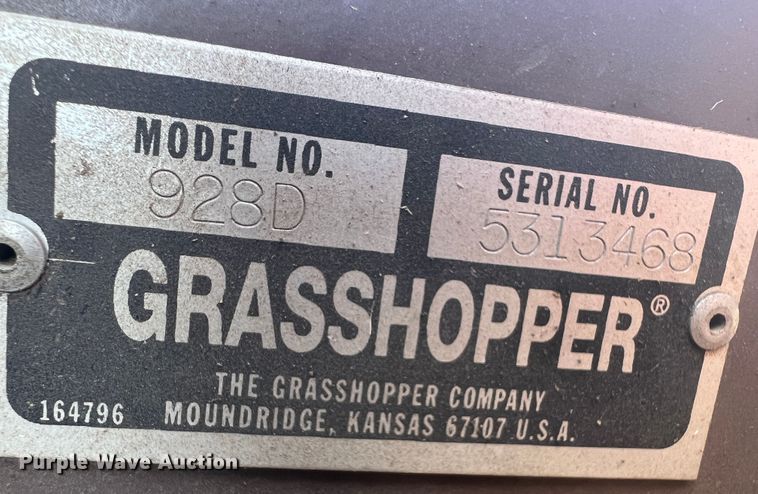 MODEL NO.
928D
SERIAL NO.
5313468
GRASSHOPPER®
THE GRASSHOPPER COMPANY
164796 MOUNDRIDGE, KANSAS 67107 U.S.A.
Purple Wave Auction